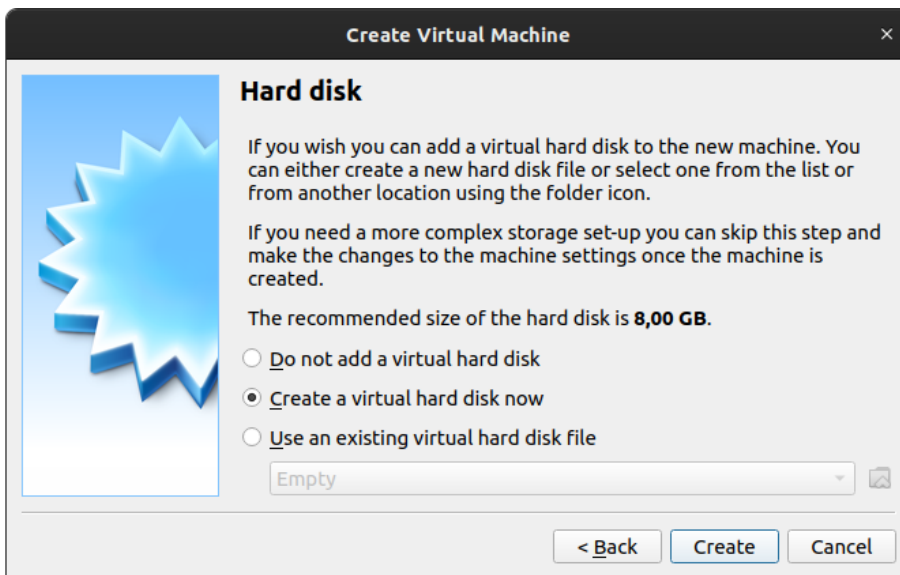 Create Virtual Machine
Hard disk
If you wish you can add a virtual hard disk to the new machine. You
can either create a new hard disk file or select one from the list or
from another location using the folder icon.
If you need a more complex storage set-up you can skip this step and
make the changes to the machine settings once the machine is
created.
The recommended size of the hard disk is 8,00 GB.
Do not add a virtual hard disk
Create a virtual hard disk now
Use an existing virtual hard disk file
Empty
< Back Create Cancel